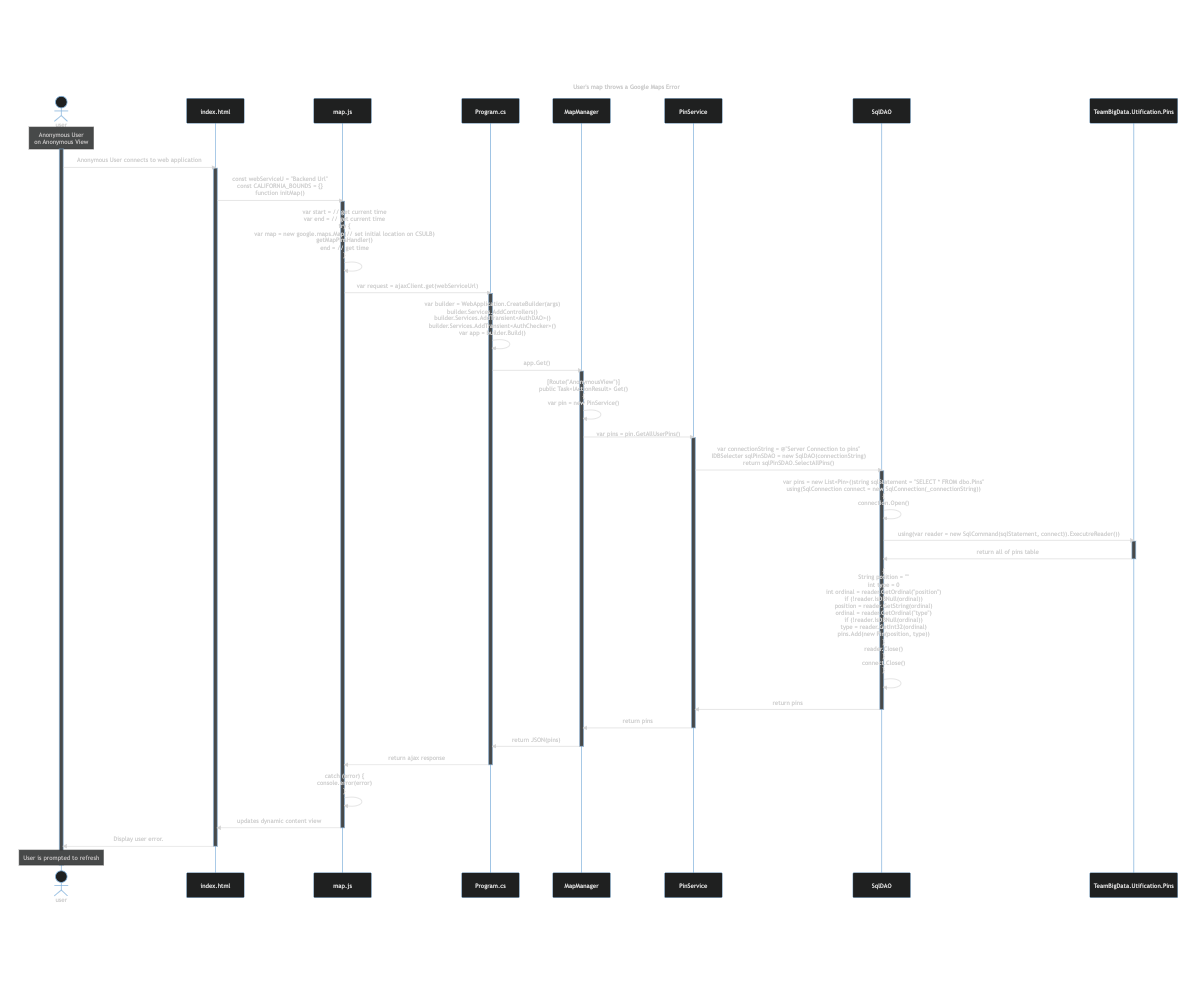 User's map throws a Google Maps Error
user
index.html
map.js
Program.cs
MapManager
PinService
SqlDAO
TeamBigData.Utification.Pins
Anonymous User
on Anonymous View
Anonymous User connects to web application
const webServiceU = "Backend Url"
const CALIFORNIA_BOUNDS = []
function initMap()
var start = // get current time
var end = // get current time
var map = new google.maps.Map // set initial location on CSULB)
getMapPinHandler()
end = // get time
var request = ajaxClient.get(webServiceUrl)
var builder = WebApplication.CreateBuilder(args)
builder.Services.AddControllers()
builder.Services.AddTransient<AuthDAO>()
builder.Services.AddTransient<AuthChecker>()
var app = builder.Build()
app.Get()
[Route("AnonymousView")]
public Task<IActionResult> Get()
var pin = new PinService()
var pins = pin.GetAllUserPins()
var connectionString = @"Server Connection to pins"
IDBSelecter sqlPinSDAO = new SqlDAO(connectionString)
return sqlPinSDAO.SelectAllPins()
var pins = new List<Pin>()string sqlStatement = "SELECT * FROM dbo.Pins"
using(SqlConnection connect = new SqlConnection(_connectionString))
connection.Open()
using(var reader = new SqlCommand(sqlStatement, connect)).ExecutreReader())
return all of pins table
String position = ""
int type = 0
int ordinal = reader.GetOrdinal("position")
if (!reader.IsDBNull(ordinal))
position = reader.GetString(ordinal)
ordinal = reader.GetOrdinal("type")
if (!reader.IsDBNull(ordinal))
type = reader.GetInt32(ordinal)
pins.Add(new Pin(position, type))
reader.Close()
connect.Close()
return pins
return pins
return JSON(pins)
return ajax response
catch (error) {
console.error(error)
updates dynamic content view
Display user error.
User is prompted to refresh
user
index.html
map.js
Program.cs
MapManager
PinService
SqlDAO
TeamBigData.Utification.Pins